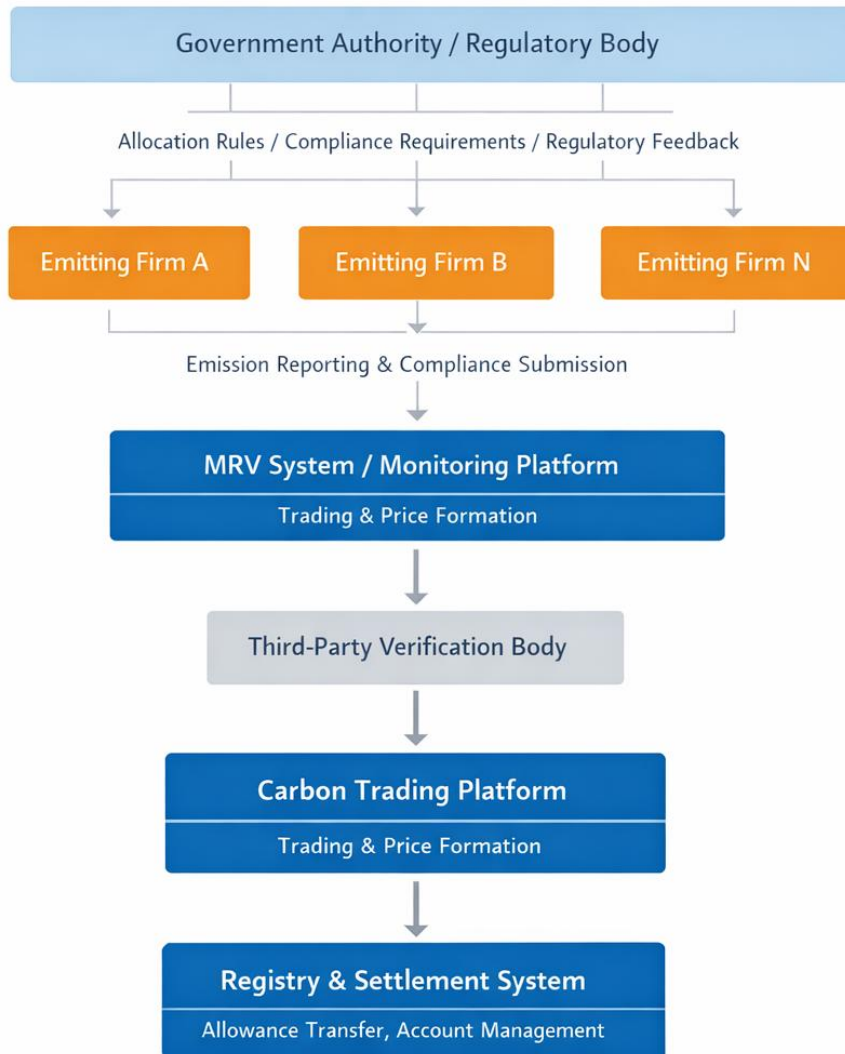 Government Authority / Regulatory Body
Allocation Rules / Compliance Requirements / Regulatory Feedback
Emitting Firm A
Emitting Firm B
Emitting Firm N
Emission Reporting & Compliance Submission
MRV System / Monitoring Platform
Trading & Price Formation
Third-Party Verification Body
Carbon Trading Platform
Trading & Price Formation
Registry & Settlement System
Allowance Transfer, Account Management